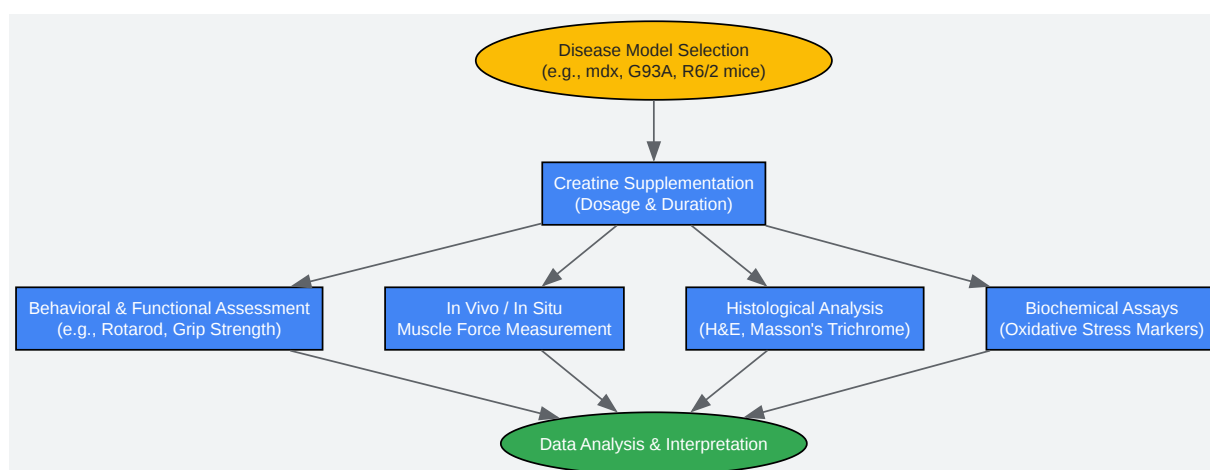 Disease Model Selection
(e.g., mdx, G93A, R6/2 mice)
Creatine Supplementation
(Dosage & Duration)
Behavioral & Functional Assessment
(e.g., Rotarod, Grip Strength)
In Vivo / In Situ
Muscle Force Measurement
Histological Analysis
(H&E, Masson's Trichrome)
Biochemical Assays
(Oxidative Stress Markers)
Data Analysis & Interpretation